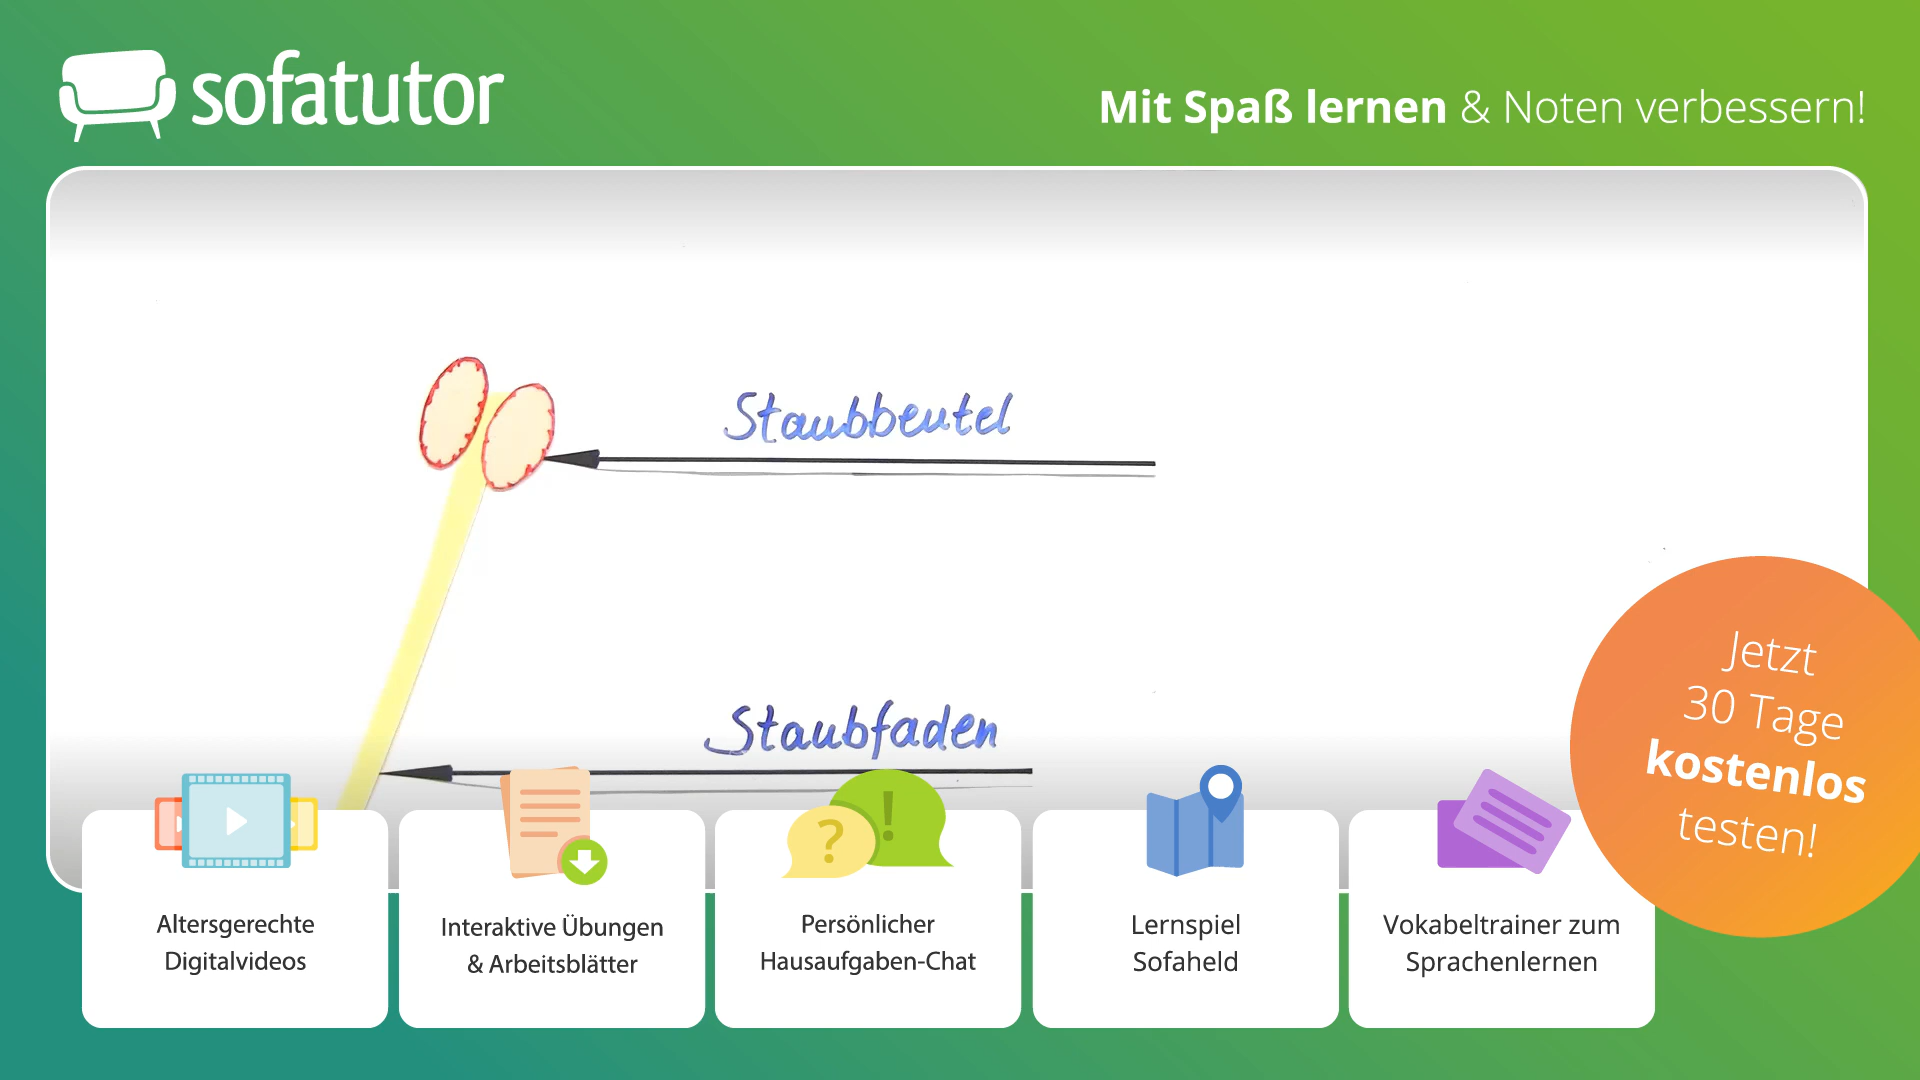 sofatutor
Mit Spaß lernen & Noten verbessern!
Staubbeutel
Staubfaden
Jetzt
30 Tage
kostenlos
testen!
Altersgerechte
Digitalvideos
Interaktive Übungen
& Arbeitsblätter
Persönlicher
Hausaufgaben-Chat
Lernspiel
Sofaheld
Vokabeltrainer zum
Sprachenlernen